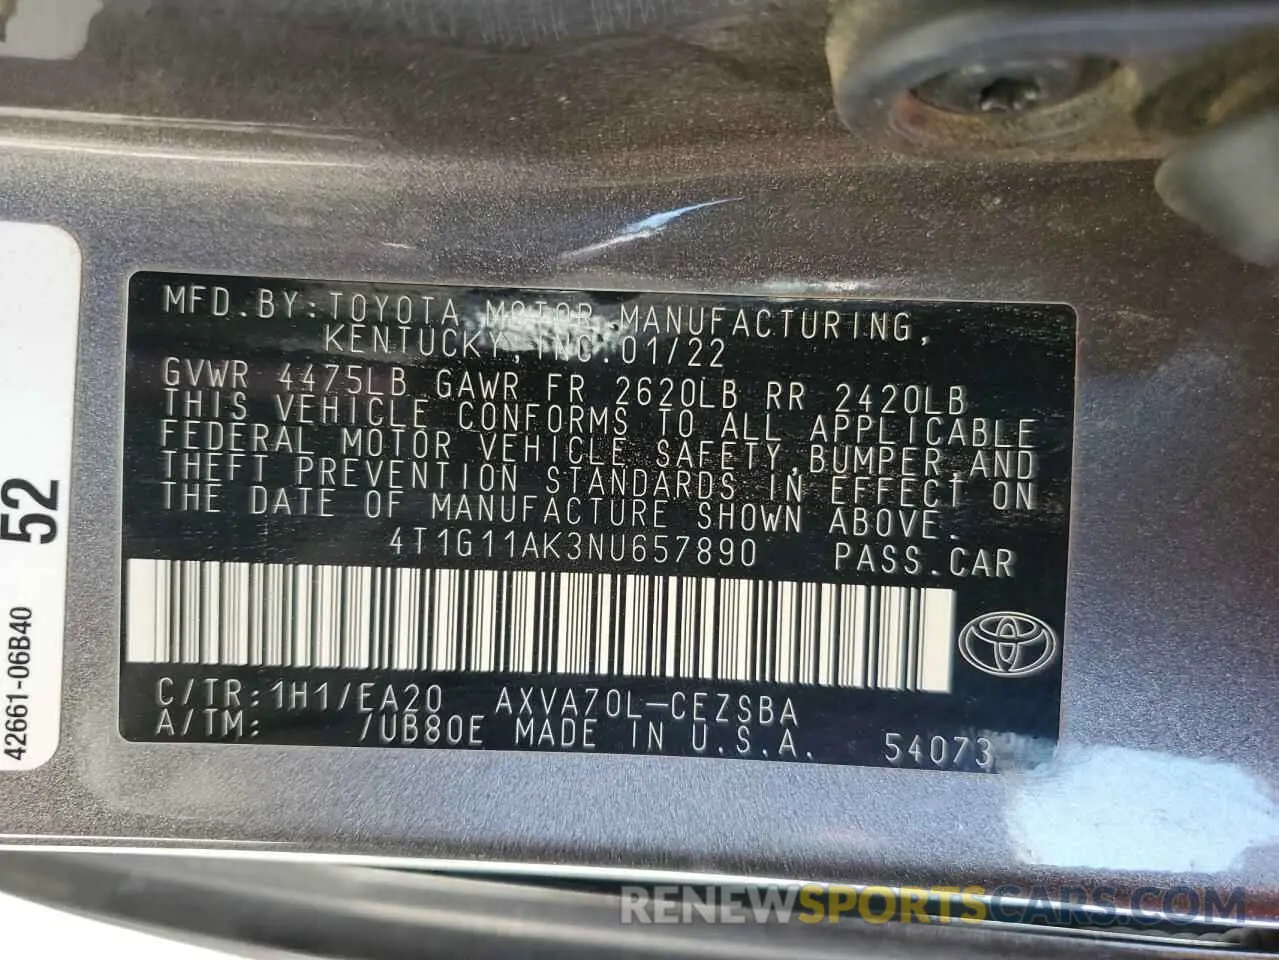 MFD.BY:TOYOTA MOTOR MANUFACTURING,
KENTUCKY, INC. 01/22
GVWR 4475LB GAWR FR 2620LB RR 2420LB
THIS VEHICLE CONFORMS TO ALL APPLICABLE
FEDERAL MOTOR VEHICLE SAFETY,BUMPER,AND
THEFT PREVENTION STANDARDS IN EFFECT ON
THE DATE OF MANUFACTURE SHOWN ABOVE.
4T1G11AK3NU657890 PASS.CAR
C/TR:1H1/EA20 AXVA70L-CEZSBA
A/TM: /UB80E MADE IN U.S.A. 54073
52
42661-06B40
RENEWSPORTSCARS.COM